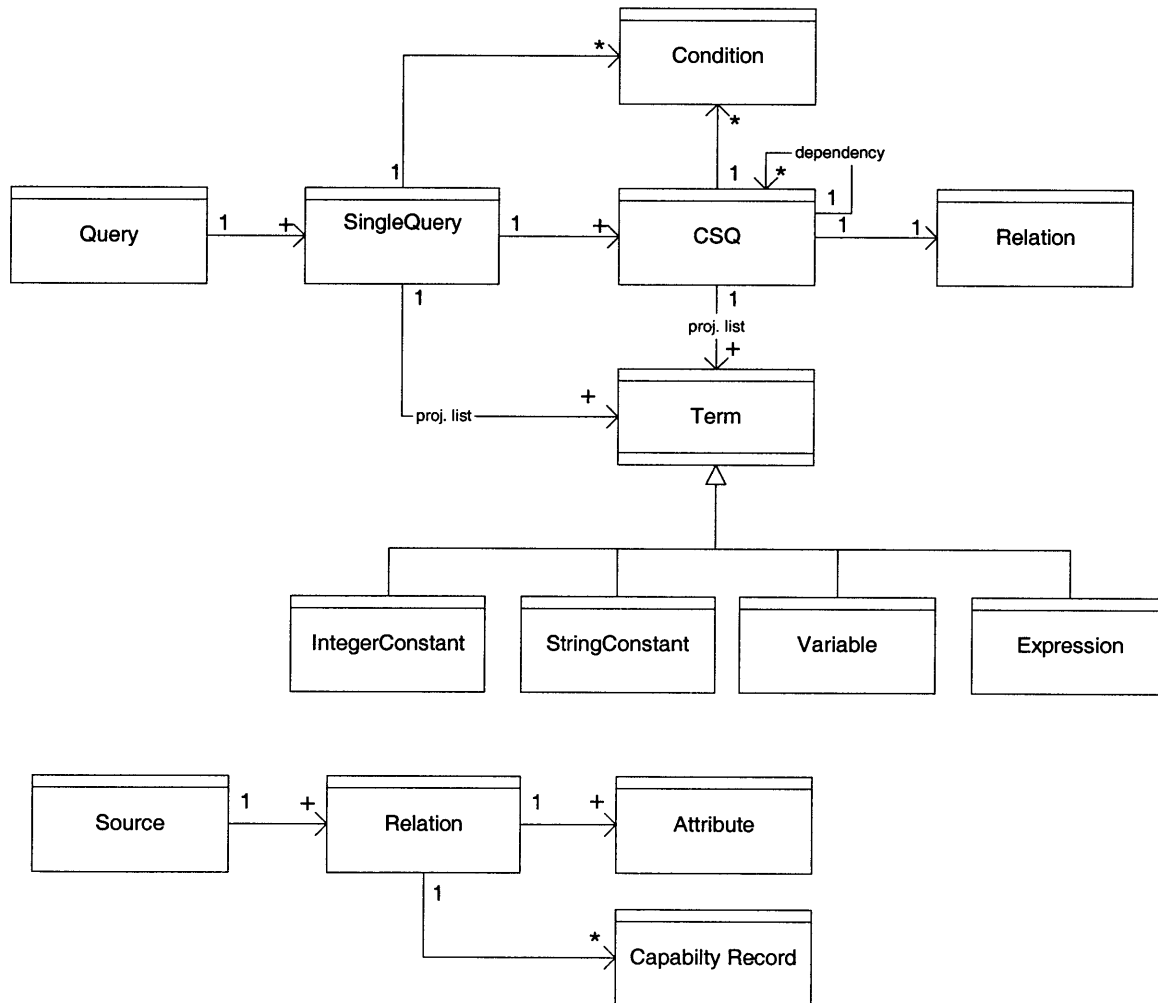 Condition
*
*
1
1
dependency
*
1
Query
1
+
SingleQuery
1
+
CSQ
1
1
Relation
1
1
proj. list
+
+
proj. list
Term
IntegerConstant
StringConstant
Variable
Expression
Source
1
+
Relation
1
+
Attribute
1
*
Capabilty Record